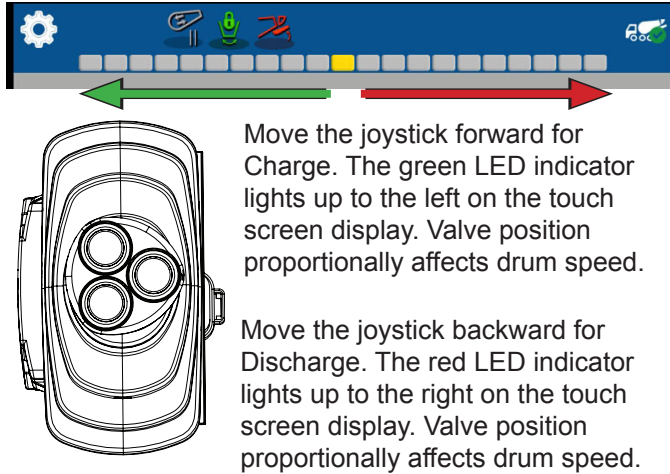 Move the joystick forward for
Charge. The green LED indicator
lights up to the left on the touch
screen display. Valve position
proportionally affects drum speed.
Move the joystick backward for
Discharge. The red LED indicator
lights up to the right on the touch
screen display. Valve position
proportionally affects drum speed.